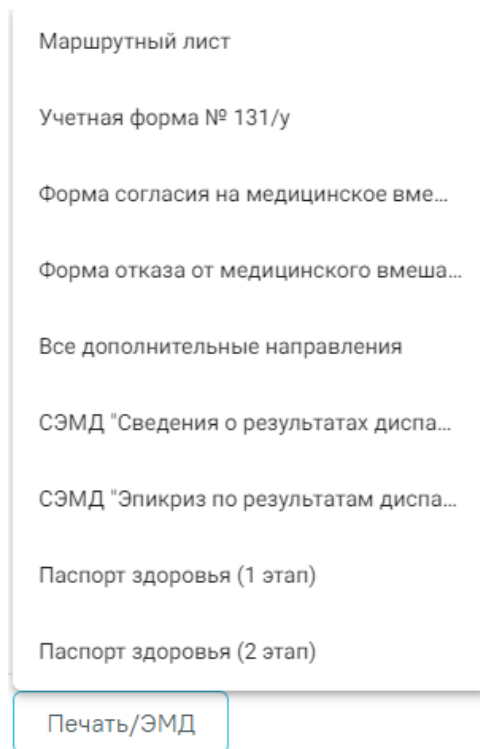 Маршрутный лист
Учетная форма № 131/у
Форма согласия на медицинское вме...
Форма отказа от медицинского вмеша...
Все дополнительные направления
СЭМД "Сведения о результатах диспа...
СЭМД "Эпикриз по результатам диспа...
Паспорт здоровья (1 этап)
Паспорт здоровья (2 этап)
Печать/ЭМД